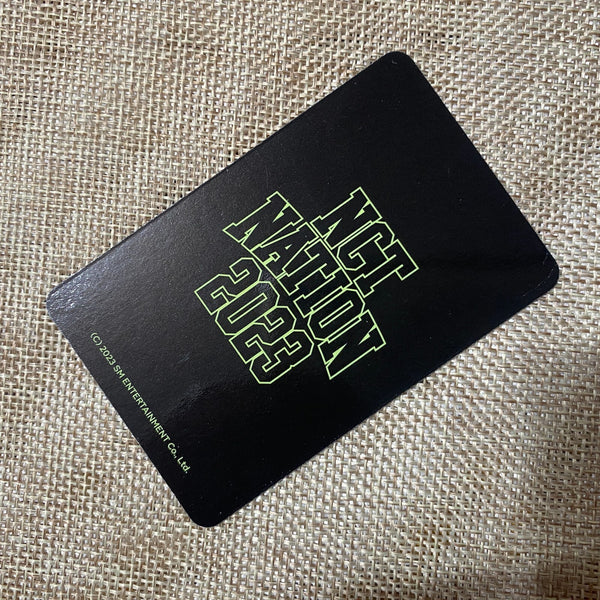 NCT
NATION
2023
(C) 2023 SM ENTERTAINMENT Co., Ltd.